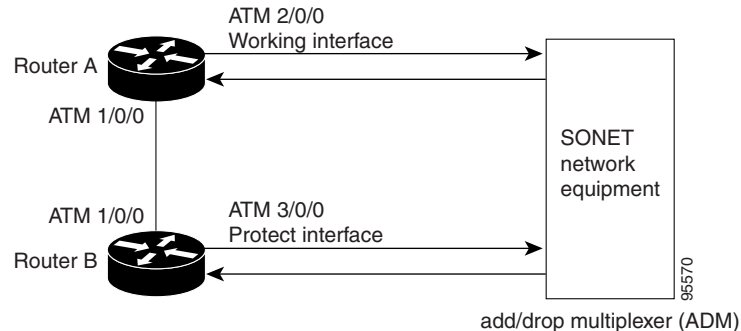 ATM 2/0/0
Working interface
Router A
ATM 1/0/0
SONET
network
equipment
ATM 1/0/0
ATM 3/0/0
Protect interface
Router B
95570
add/drop multiplexer (ADM)